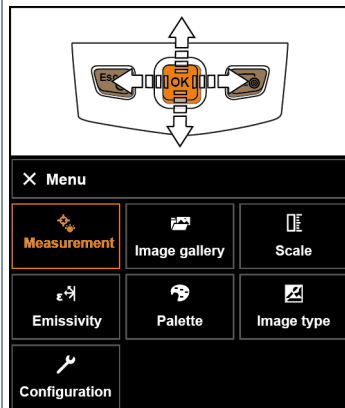 Esc
OK
Menu
Measurement
Image gallery
Scale
ε
Emissivity
Palette
Image type
Configuration